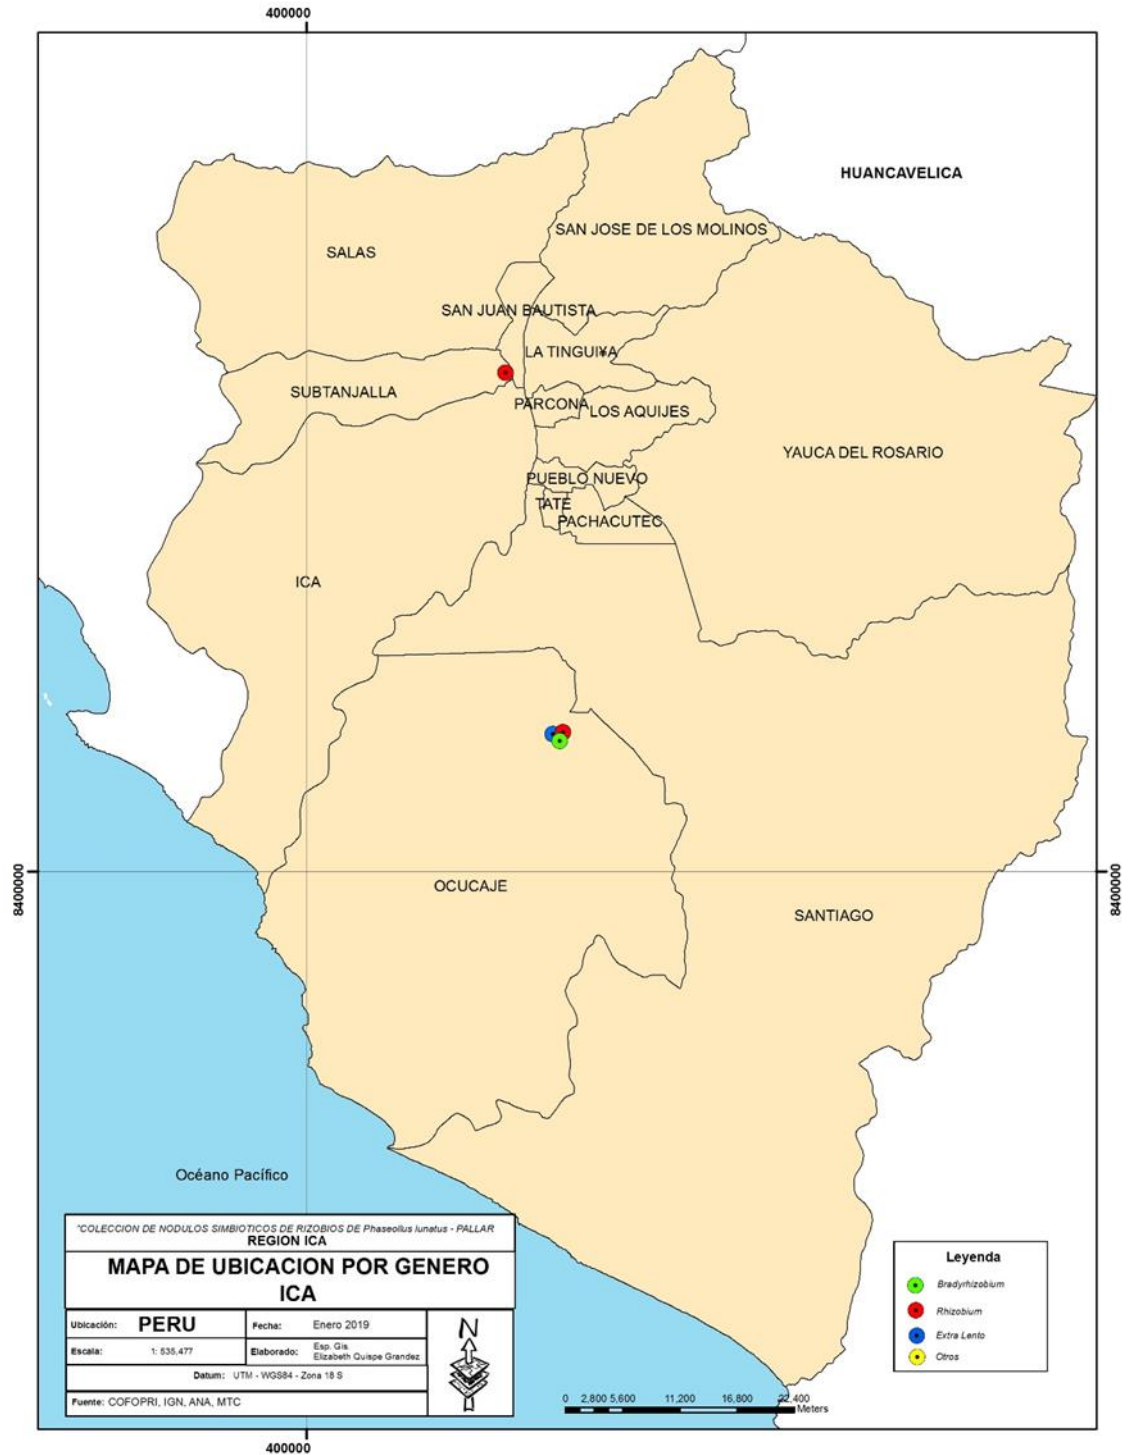 400000
HUANCAVELICA
SAN JOSE DE LOS MOLINOS
SALAS
SAN JUAN BAUTISTA
LA TINGUIÑA
SUBTANJALLA
PARCONA
LOS AQUIJES
YAUCA DEL ROSARIO
PUEBLO NUEVO
TATE
PACHACUTEC
ICA
8400000
8400000
OCUCAJE
SANTIAGO
Océano Pacífico
"COLECCION DE NODULOS SIMBIOTICOS DE RIZOBIOS DE Phaseollus lunatus - PALLAR
REGION ICA
MAPA DE UBICACION POR GENERO
ICA
Ubicación: PERU
Fecha: Enero 2019
Escala: 1: 535,477
Elaborado: Esp. Gis.
Elizabeth Quispe Grandez
Datum: UTM - WGS84 - Zona 18 S
Fuente: COFOPRI, IGN, ANA, MTC
N
Leyenda
Bradyrhizobium
Rhizobium
Extra Lento
Otros
0 2,800 5,600 11,200 16,800 22,400
Meters
400000